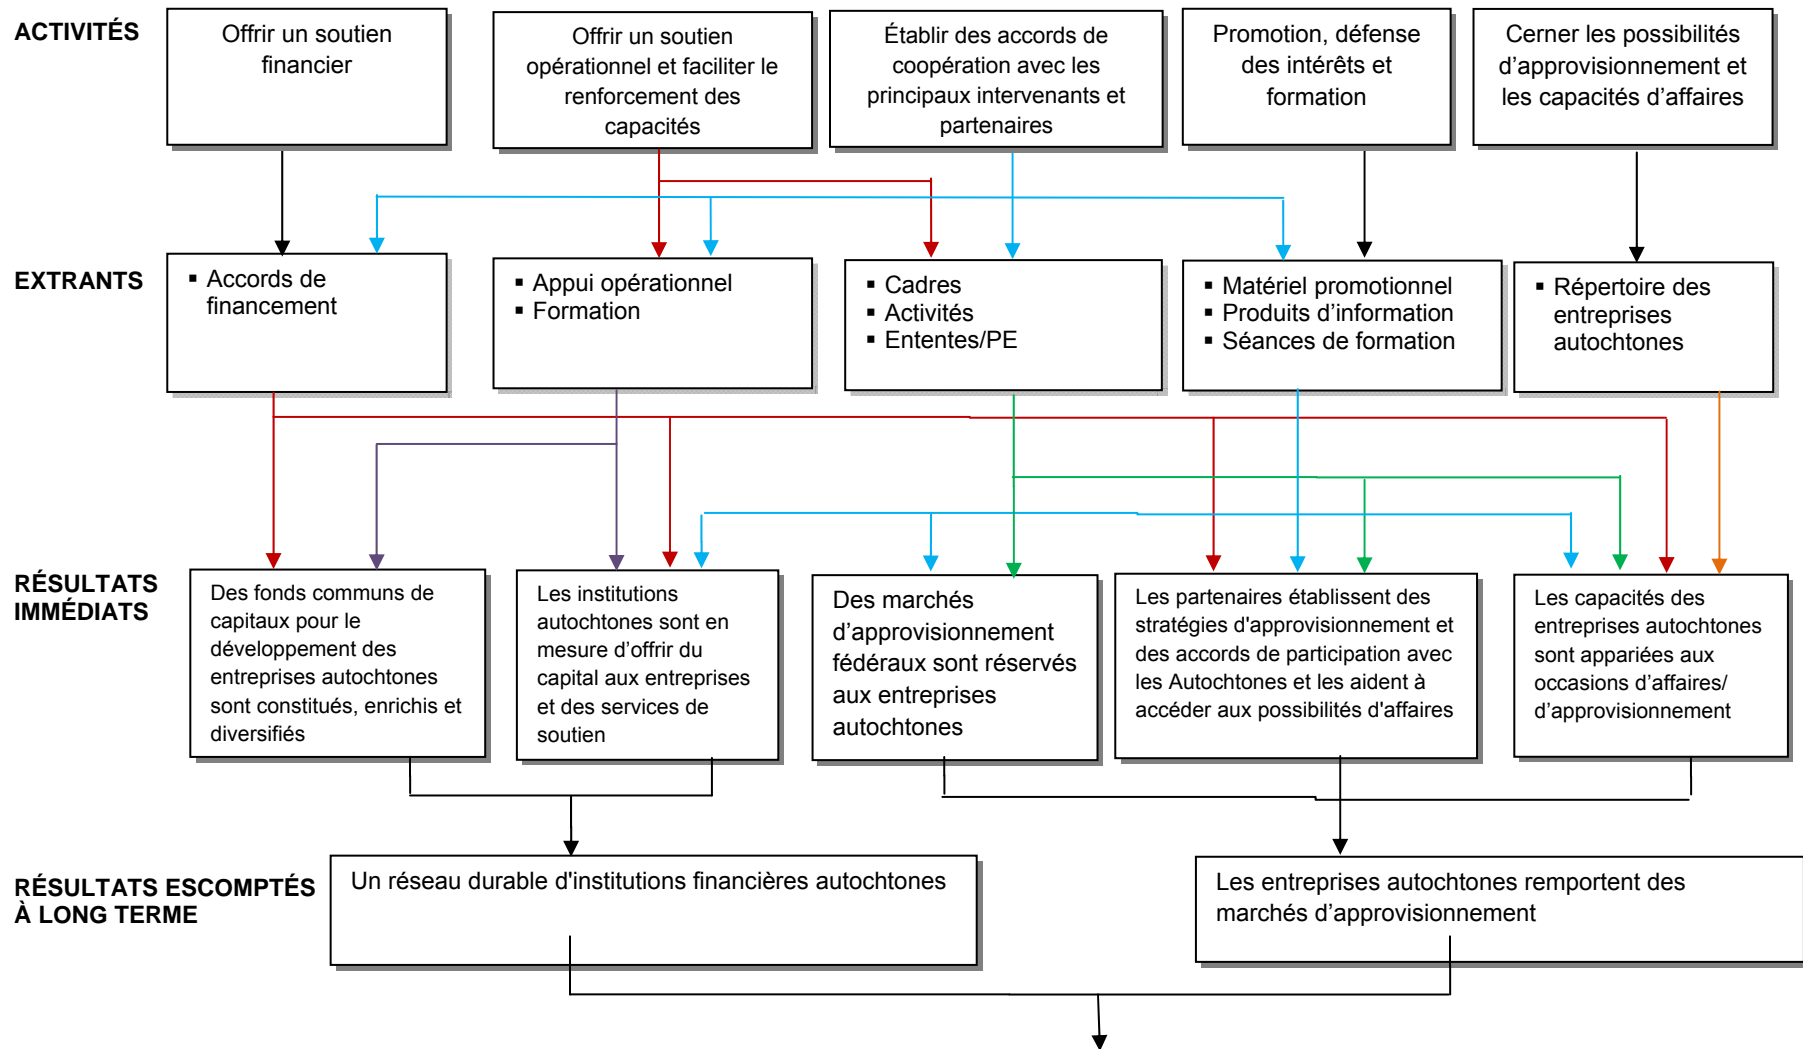 ACTIVITÉS
Offrir un soutien
financier
Offrir un soutien
opérationnel et faciliter le
renforcement des
capacités
Établir des accords de
coopération avec les
principaux intervenants et
partenaires
Promotion, défense
des intérêts et
formation
Cerner les possibilités
d’approvisionnement et
les capacités d’affaires
EXTRANTS
▪ Accords de
financement
▪ Appui opérationnel
▪ Formation
▪ Cadres
▪ Activités
▪ Ententes/PE
▪ Matériel promotionnel
▪ Produits d’information
▪ Séances de formation
▪ Répertoire des
entreprises
autochtones
RÉSULTATS
IMMÉDIATS
Des fonds communs de
capitaux pour le
développement des
entreprises autochtones
sont constitués, enrichis et
diversifiés
Les institutions
autochtones sont en
mesure d’offrir du
capital aux entreprises
et des services de
soutien
Des marchés
d’approvisionnement
fédéraux sont réservés
aux entreprises
autochtones
Les partenaires établissent des
stratégies d'approvisionnement et
des accords de participation avec
les Autochtones et les aident à
accéder aux possibilités d'affaires
Les capacités des
entreprises autochtones
sont appariées aux
occasions d’affaires/
d’approvisionnement
RÉSULTATS ESCOMPTÉS
À LONG TERME
Un réseau durable d'institutions financières autochtones
Les entreprises autochtones remportent des
marchés d’approvisionnement